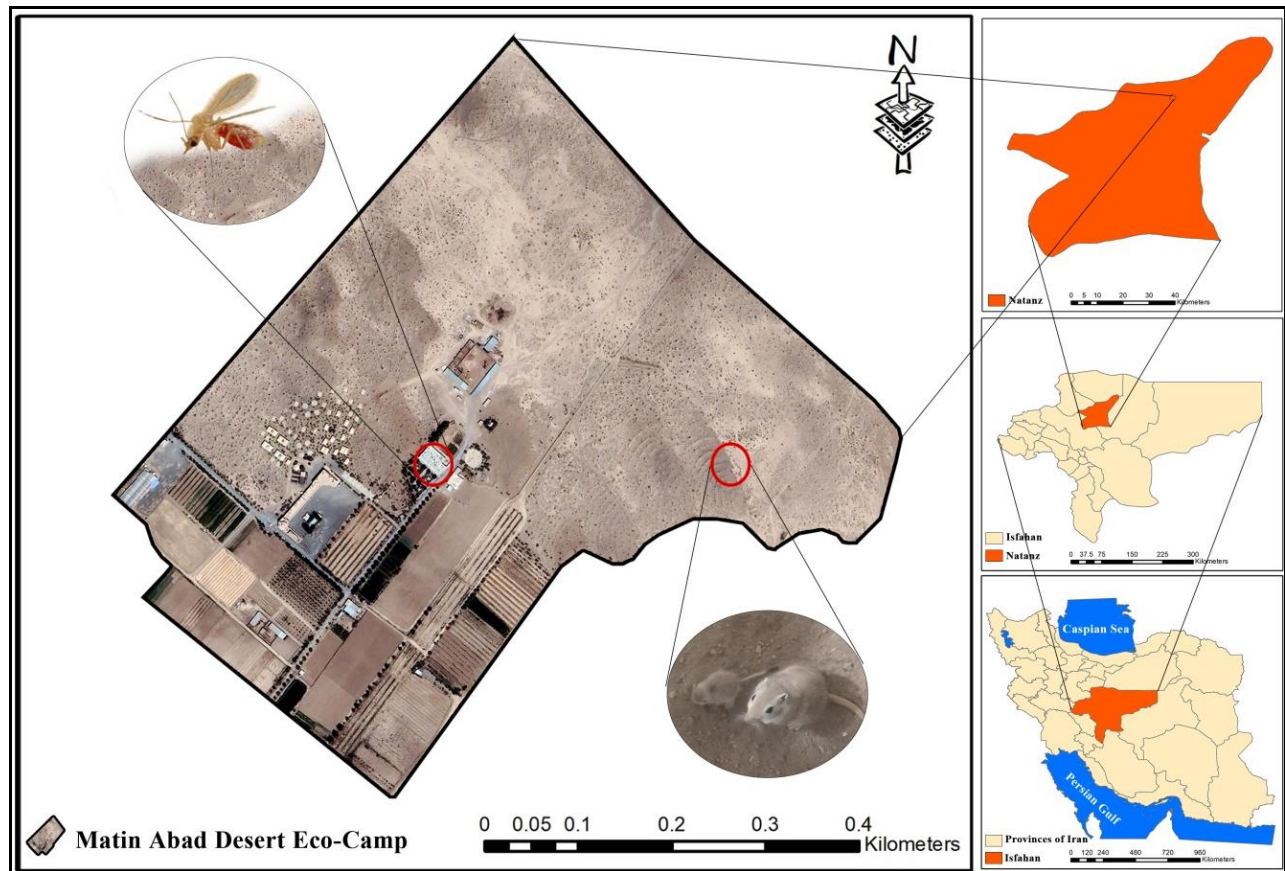 N
Matin Abad Desert Eco-Camp
0 0.05 0.1 0.2 0.3 0.4
Kilometers
Natanz
0 5 10 20 30 40
Kilometers
Isfahan
Natanz
0 37.5 75 150 225 300
Kilometers
Caspian Sea
Persian Gulf
Provinces of Iran
Isfahan
0 120 240 480 720 960
Kilometers